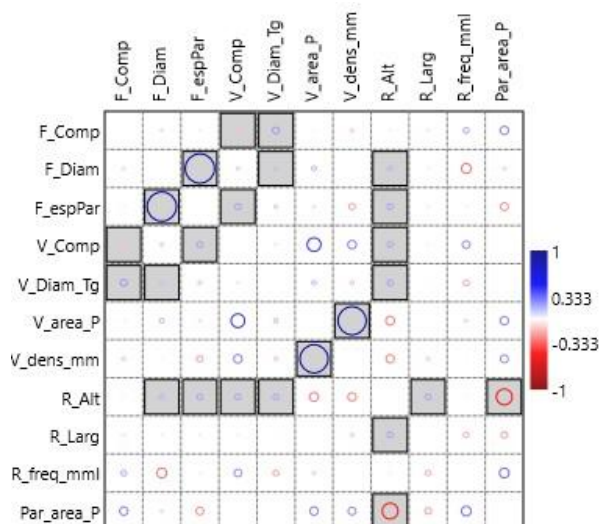 F_Comp
F_Diam
F_espPar
V_Comp
V_Diam_Tg
V_area_P
V_dens_mm
R_Alt
R_Larg
R_freq_mml
Par_area_P
F_Comp
F_Diam
F_espPar
V_Comp
V_Diam_Tg
V_area_P
V_dens_mm
R_Alt
R_Larg
R_freq_mml
Par_area_P
1
0.333
-0.333
-1